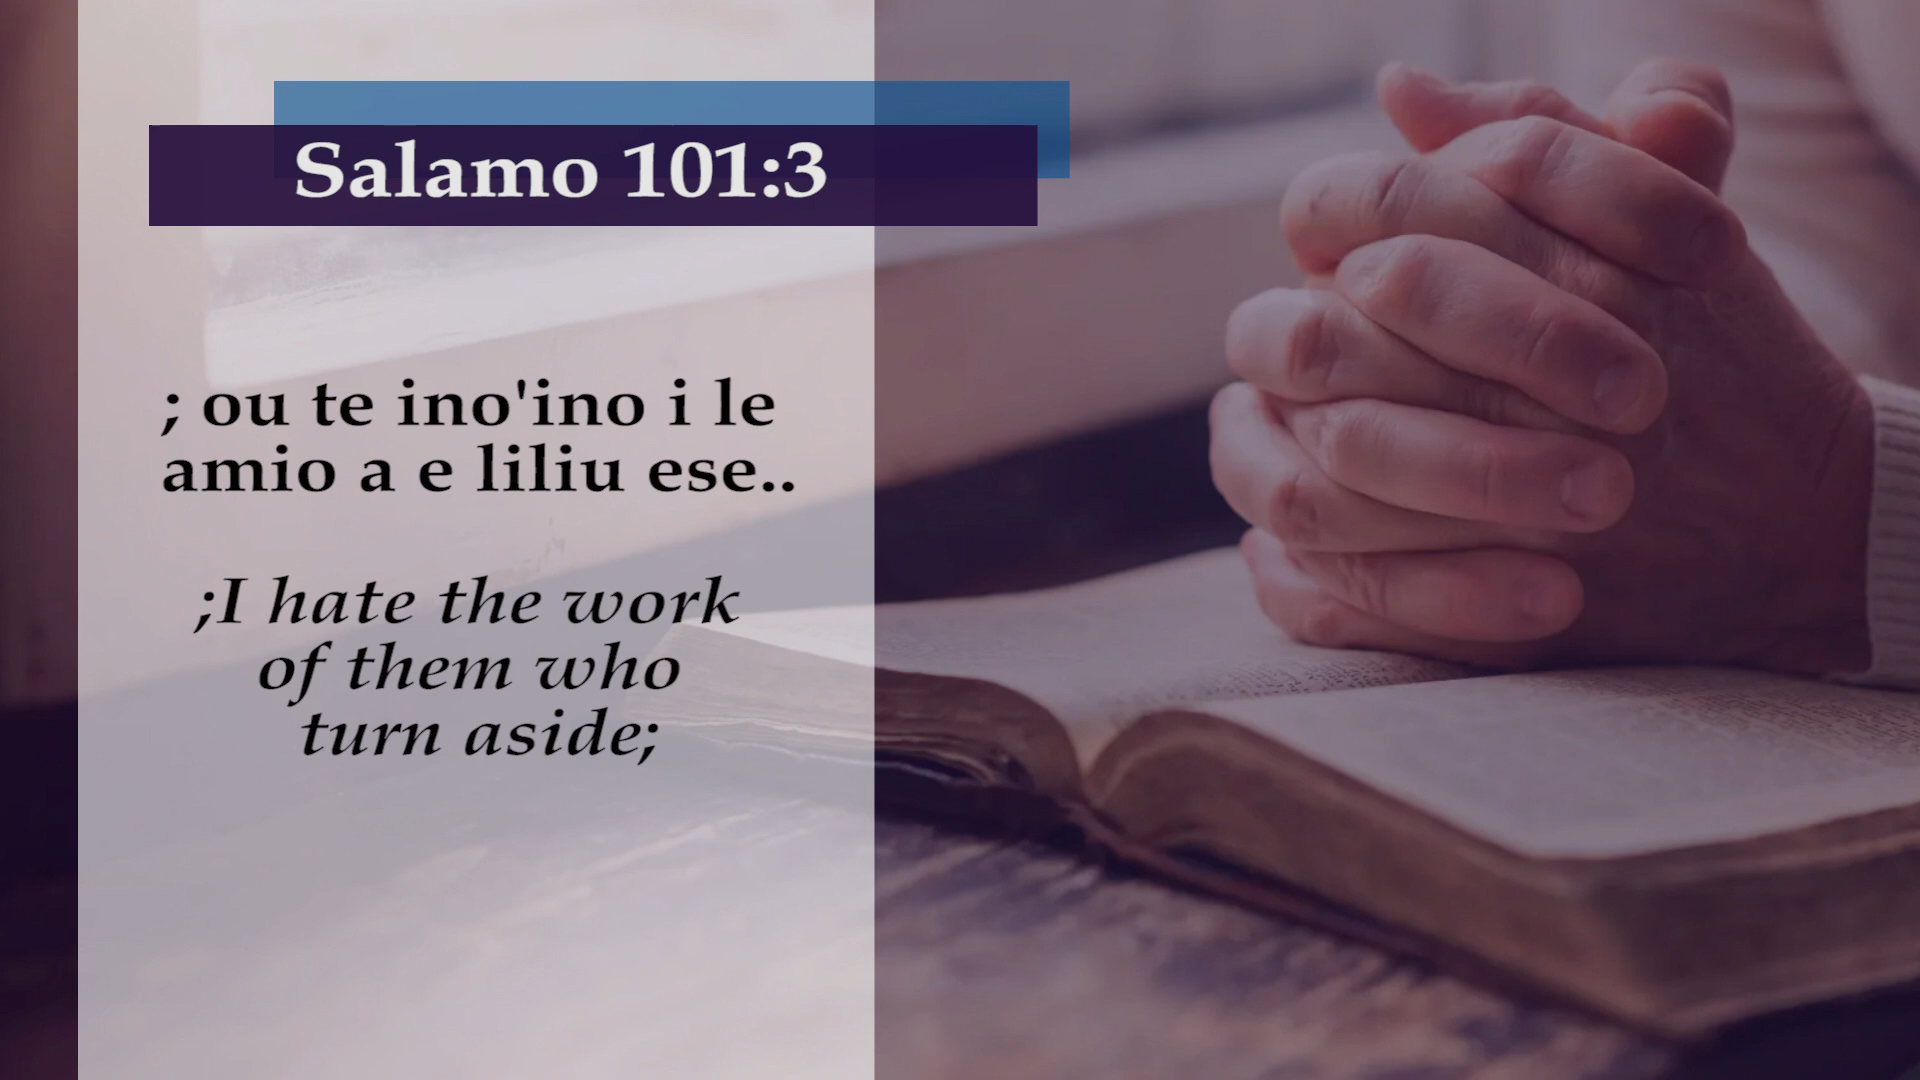 Salamo 101:3
; ou te ino'ino i le
amio a e liliu ese..
;I hate the work
of them who
turn aside;